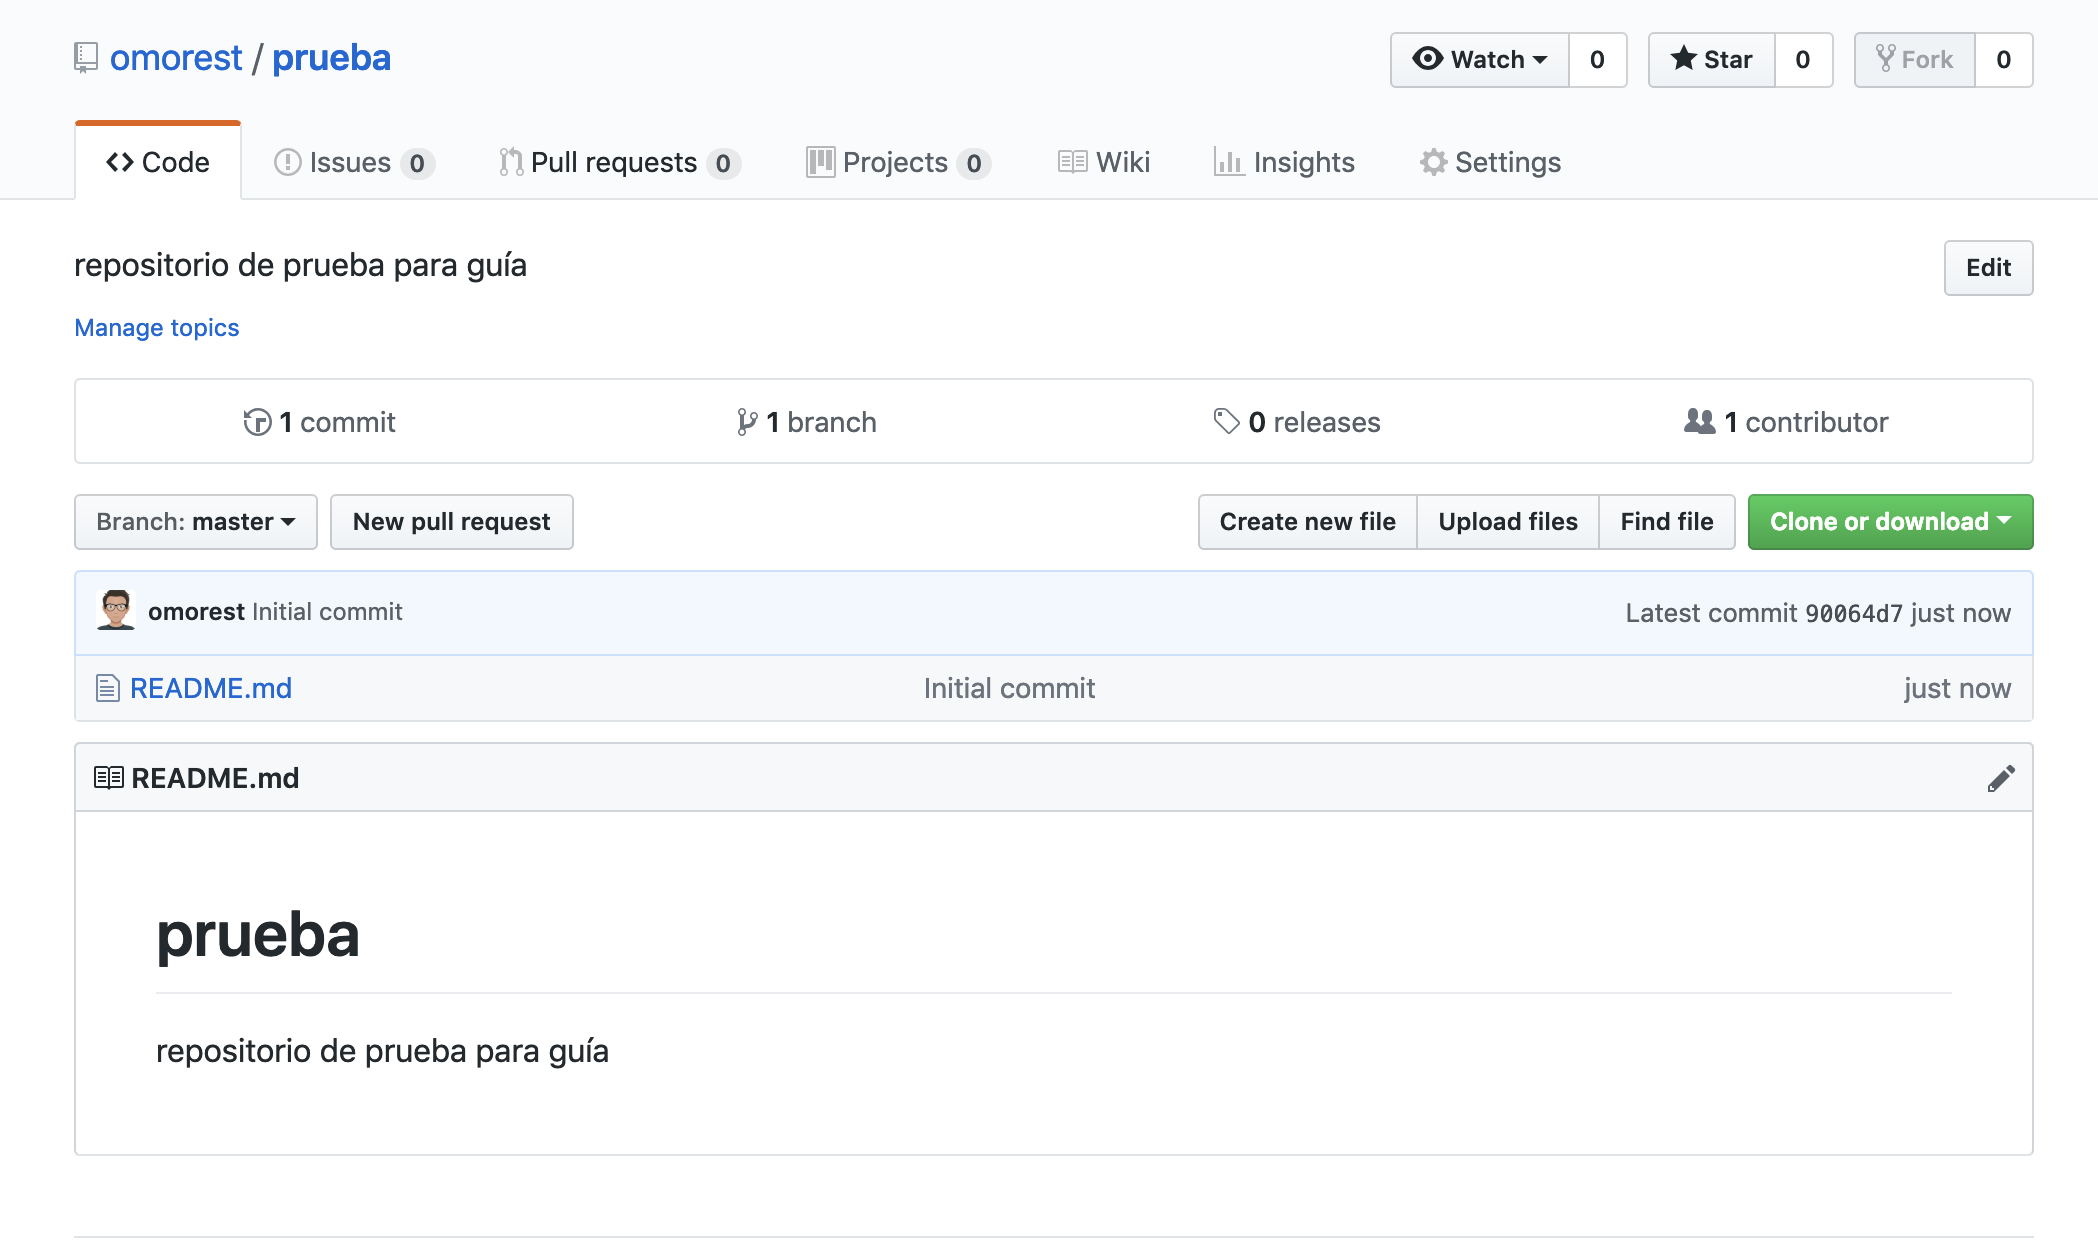 omorest / prueba
Watch 0 Star 0 Fork 0
Code Issues 0 Pull requests 0 Projects 0 Wiki Insights Settings
repositorio de prueba para guía
Edit
Manage topics
1 commit 1 branch 0 releases 1 contributor
Branch: master New pull request Create new file Upload files Find file Clone or download
omorest Initial commit Latest commit 90064d7 just now
README.md Initial commit just now
README.md
prueba
repositorio de prueba para guía